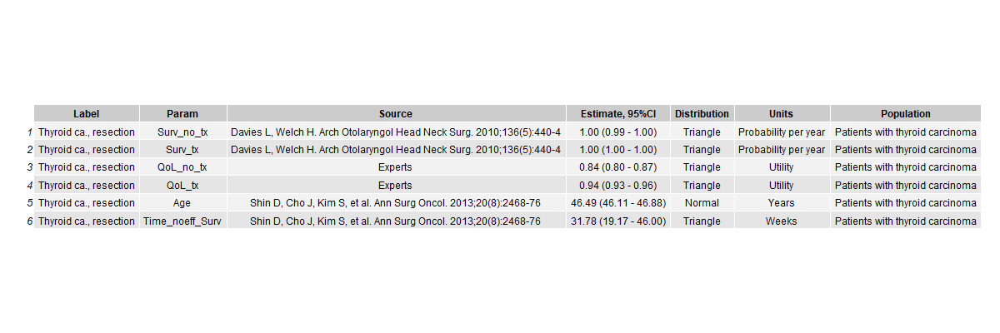 Label Param Source Estimate, 95%CI Distribution Units Population
1 Thyroid ca., resection Surv_no_tx Davies L, Welch H. Arch Otolaryngol Head Neck Surg. 2010;136(5):440-4 1.00 (0.99 - 1.00) Triangle Probability per year Patients with thyroid carcinoma
2 Thyroid ca., resection Surv_tx Davies L, Welch H. Arch Otolaryngol Head Neck Surg. 2010;136(5):440-4 1.00 (1.00 - 1.00) Triangle Probability per year Patients with thyroid carcinoma
3 Thyroid ca., resection QoL_no_tx Experts 0.84 (0.80 - 0.87) Triangle Utility Patients with thyroid carcinoma
4 Thyroid ca., resection QoL_tx Experts 0.94 (0.93 - 0.96) Triangle Utility Patients with thyroid carcinoma
5 Thyroid ca., resection Age Shin D, Cho J, Kim S, et al. Ann Surg Oncol. 2013;20(8):2468-76 46.49 (46.11 - 46.88) Normal Years Patients with thyroid carcinoma
6 Thyroid ca., resection Time_noeff_Surv Shin D, Cho J, Kim S, et al. Ann Surg Oncol. 2013;20(8):2468-76 31.78 (19.17 - 46.00) Triangle Weeks Patients with thyroid carcinoma